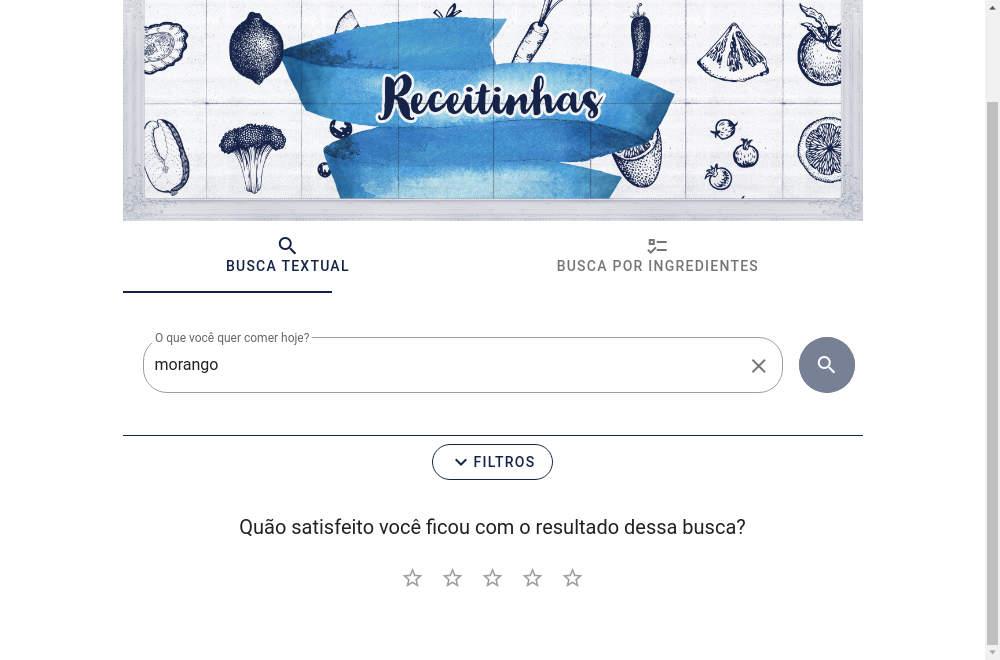 Receitinhas
BUSCA TEXTUAL
BUSCA POR INGREDIENTES
O que você quer comer hoje?
morango
FILTROS
Quão satisfeito você ficou com o resultado dessa busca?